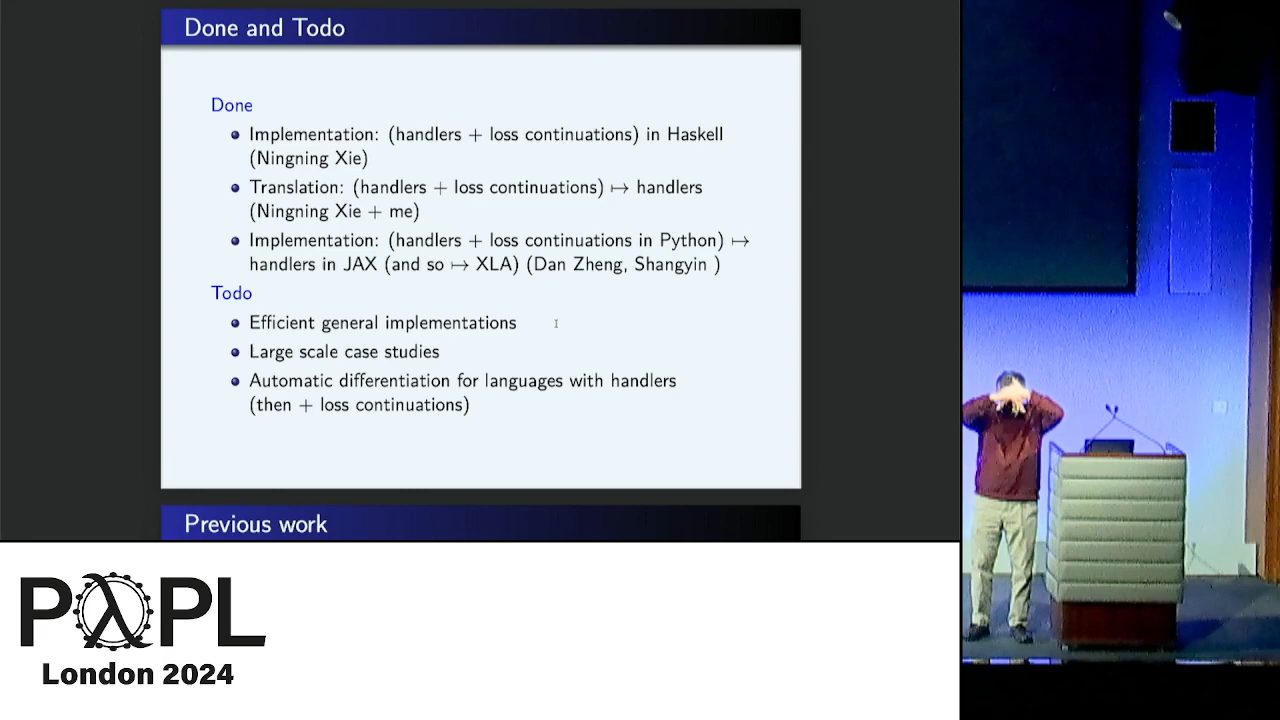 Done and Todo
Done
Implementation: (handlers + loss continuations) in Haskell
(Ningning Xie)
Translation: (handlers + loss continuations) ↦ handlers
(Ningning Xie + me)
Implementation: (handlers + loss continuations in Python) ↦
handlers in JAX (and so ↦ XLA) (Dan Zheng, Shangyin )
Todo
Efficient general implementations
Large scale case studies
Automatic differentiation for languages with handlers
(then + loss continuations)
Previous work
PλPL
London 2024